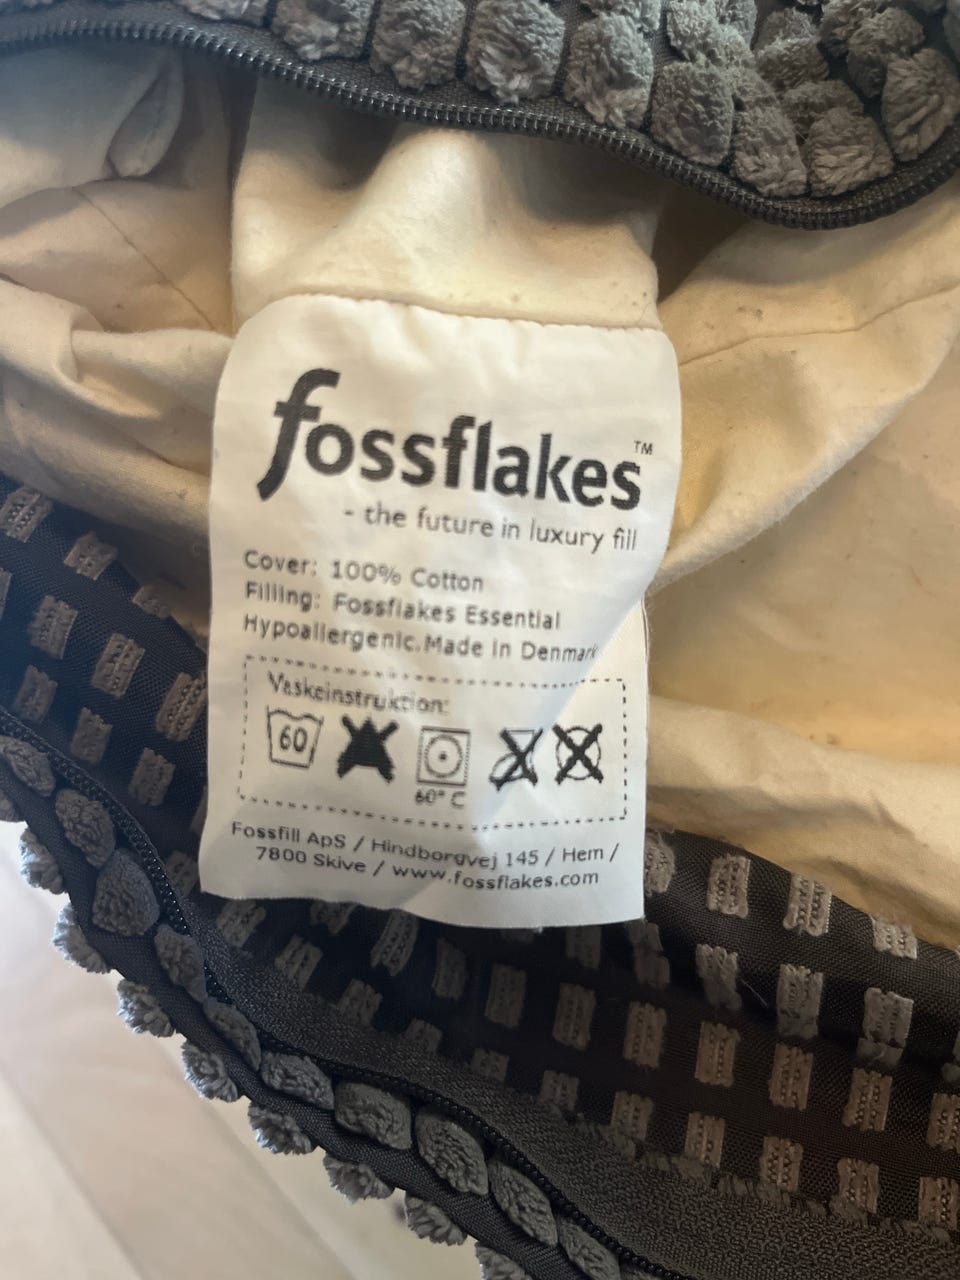 fossflakes™
- the future in luxury fill
Cover: 100% Cotton
Filling: Fossflakes Essential
Hypoallergenic.Made in Denmark
Vaskeinstruktion:
60
60° C
Fossfill ApS / Hindborgvej 145 / Hem /
7800 Skive / www.fossflakes.com